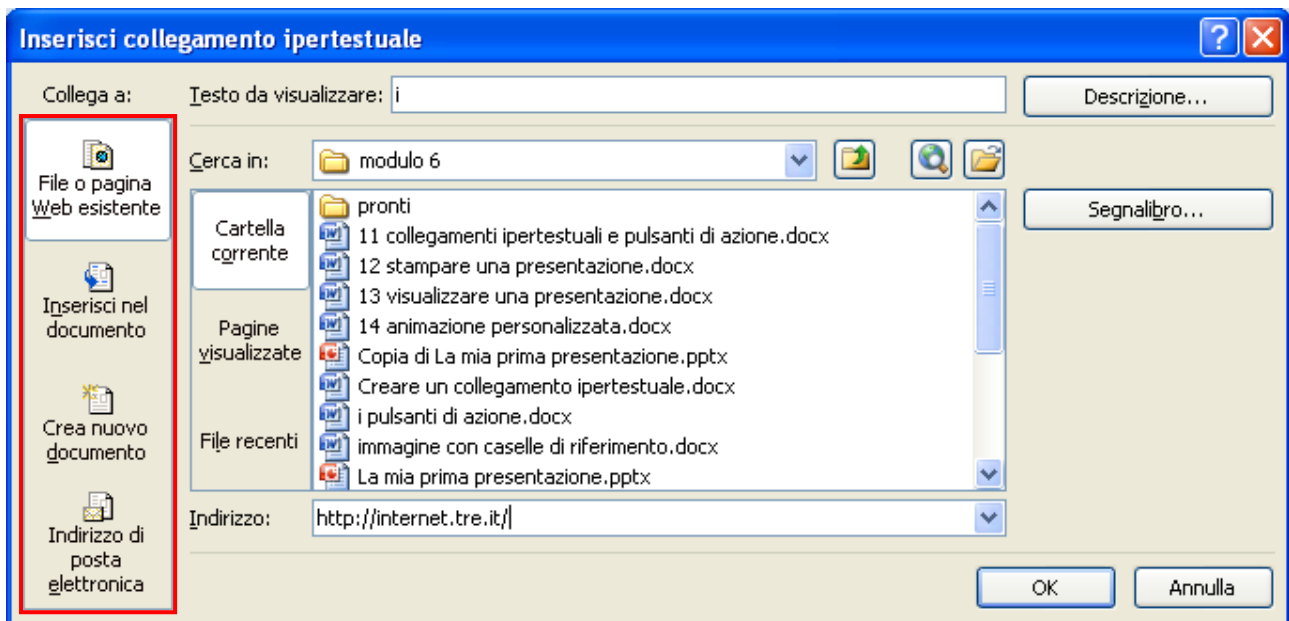 Inserisci collegamento ipertestuale
Collega a:
Testo da visualizzare: i
Descrizione...
File o pagina
Web esistente
Inserisci nel
documento
Crea nuovo
documento
Indirizzo di
posta
elettronica
Cerca in:
modulo 6
Cartella
corrente
Pagine
visualizzate
File recenti
pronti
11 collegamenti ipertestuali e pulsanti di azione.docx
12 stampare una presentazione.docx
13 visualizzare una presentazione.docx
14 animazione personalizzata.docx
Copia di La mia prima presentazione.pptx
Creare un collegamento ipertestuale.docx
i pulsanti di azione.docx
immagine con caselle di riferimento.docx
La mia prima presentazione.pptx
Segnalibro...
Indirizzo: http://internet.tre.it/
OK
Annulla